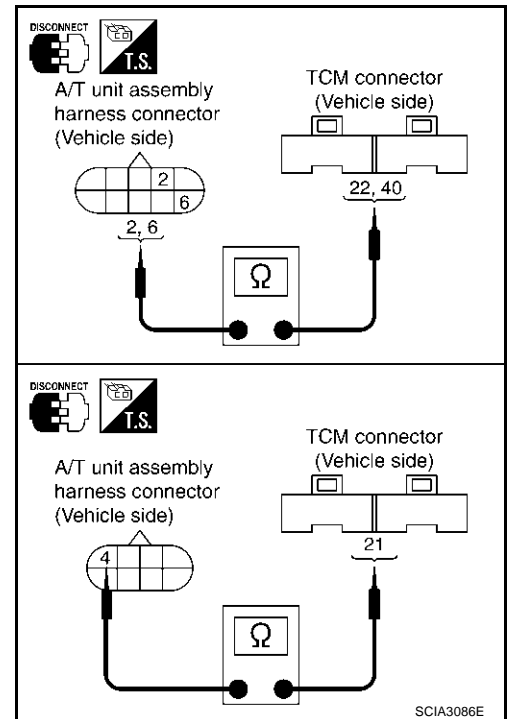 DISCONNECT
T.S.
A/T unit assembly
harness connector
(Vehicle side)
TCM connector
(Vehicle side)
2
6
2, 6
22, 40
Ω
DISCONNECT
T.S.
A/T unit assembly
harness connector
(Vehicle side)
TCM connector
(Vehicle side)
4
21
Ω
SCIA3086E